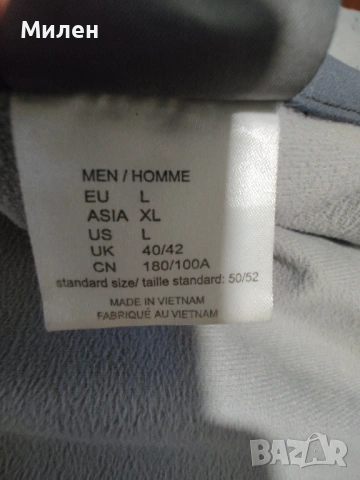 Милен
MEN / HOMME
EU L
ASIA XL
US L
UK 40/42
CN 180/100A
standard size/ taille standard: 50/52
MADE IN VIETNAM
FABRIQUÉ AU VIETNAM
BAZAR